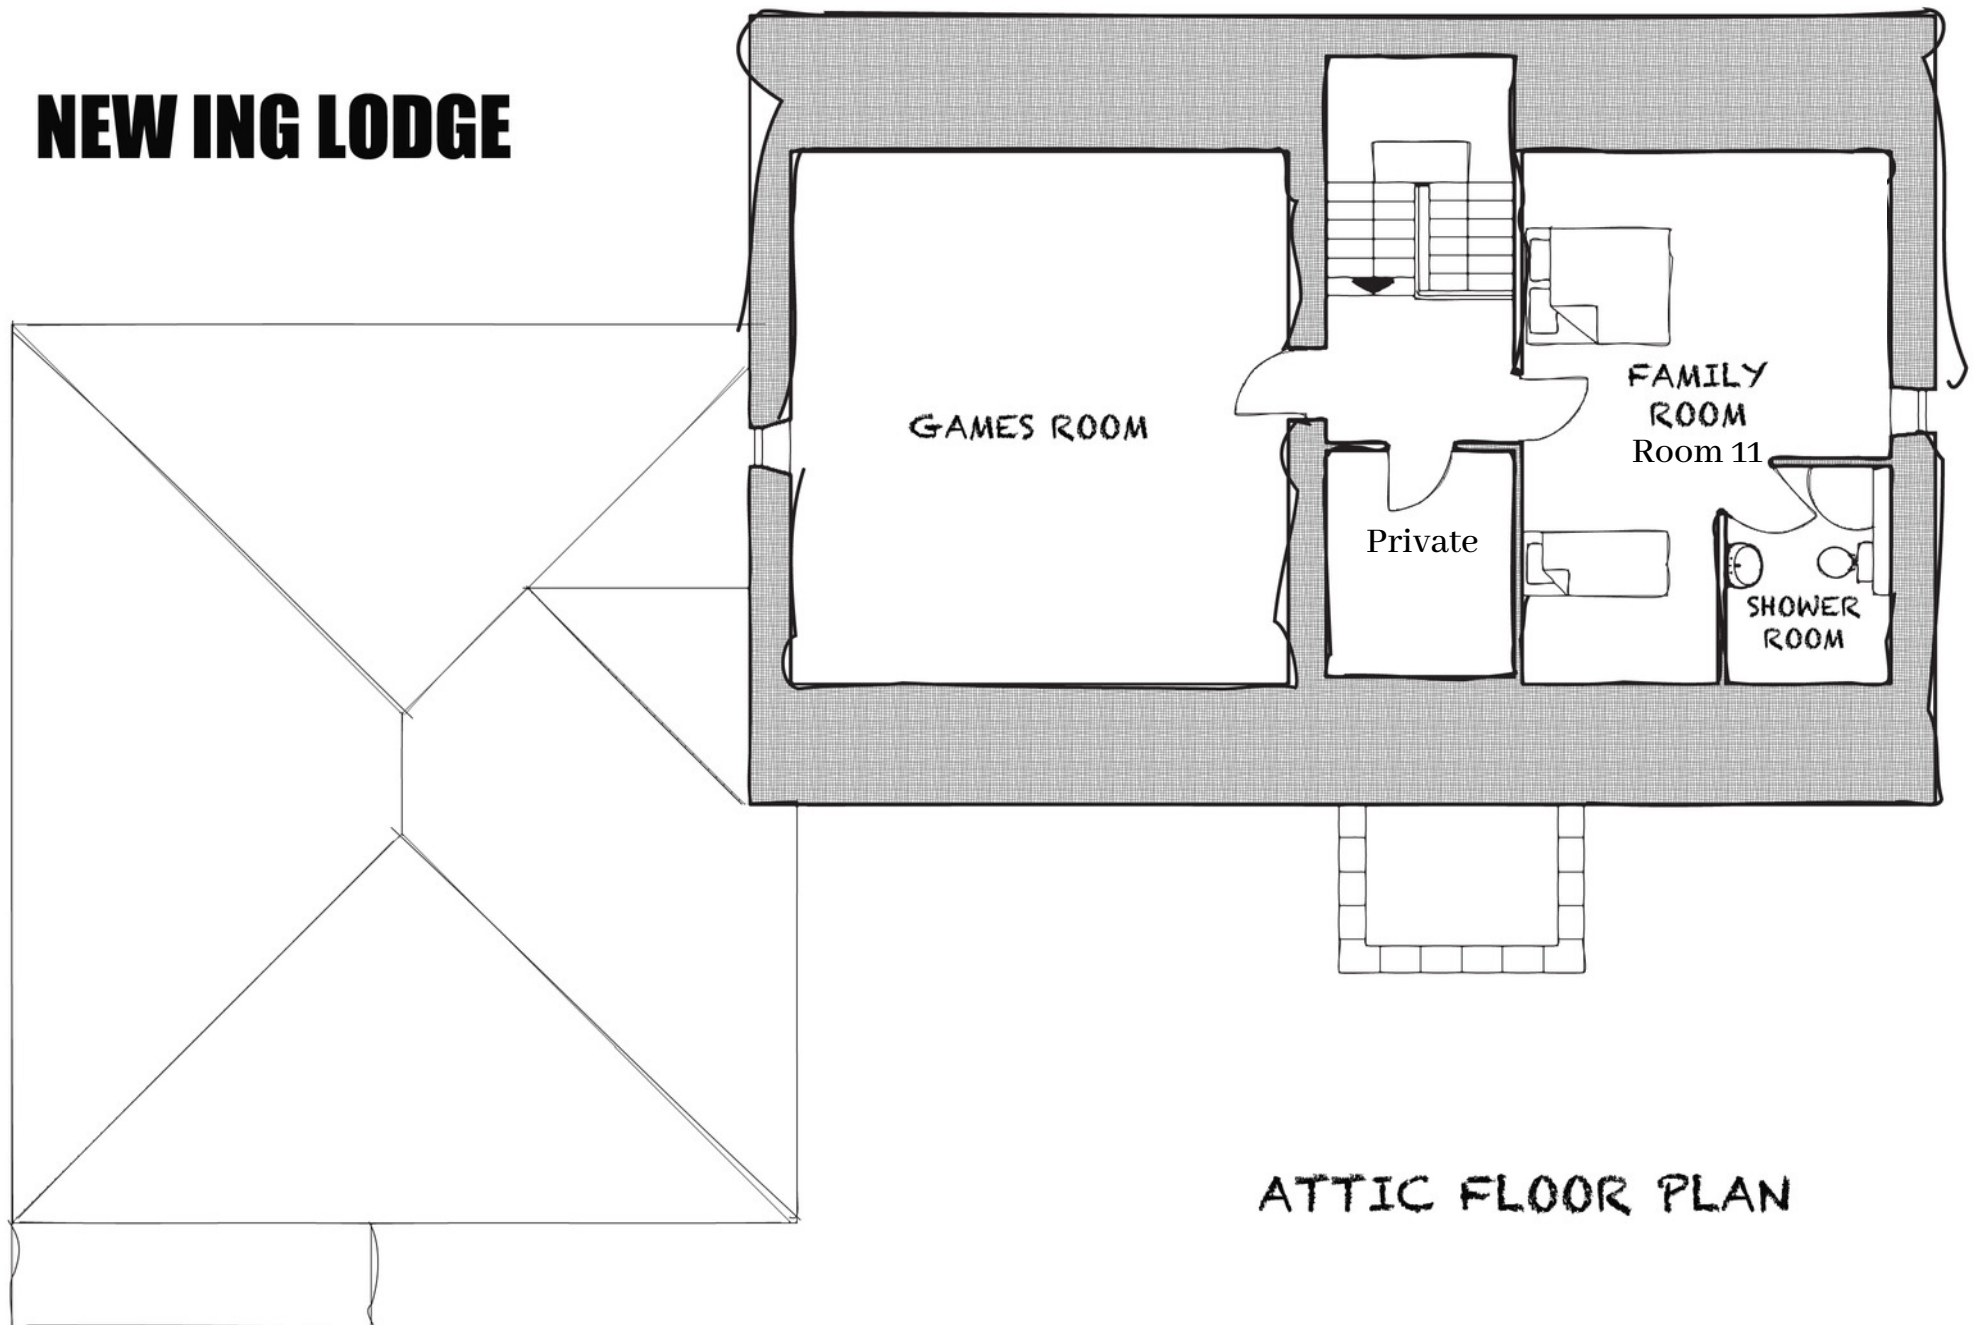 NEW ING LODGE
GAMES ROOM
FAMILY
ROOM
Room 11
Private
SHOWER
ROOM
ATTIC FLOOR PLAN